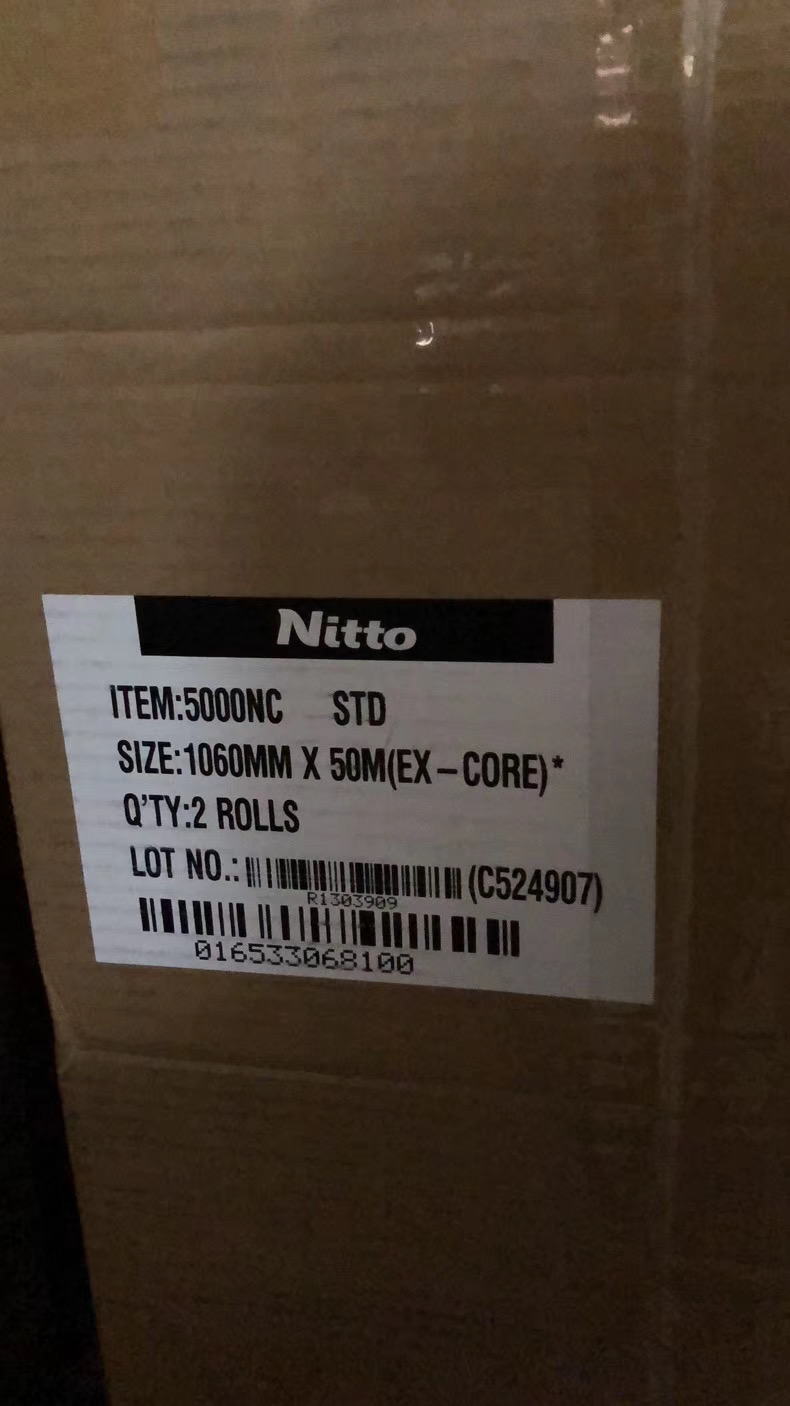 Nitto
ITEM:5000NC STD
SIZE:1060MM X 50M(EX-CORE)*
Q'TY:2 ROLLS
LOT NO.: (C524907)
R1303909
016533068100